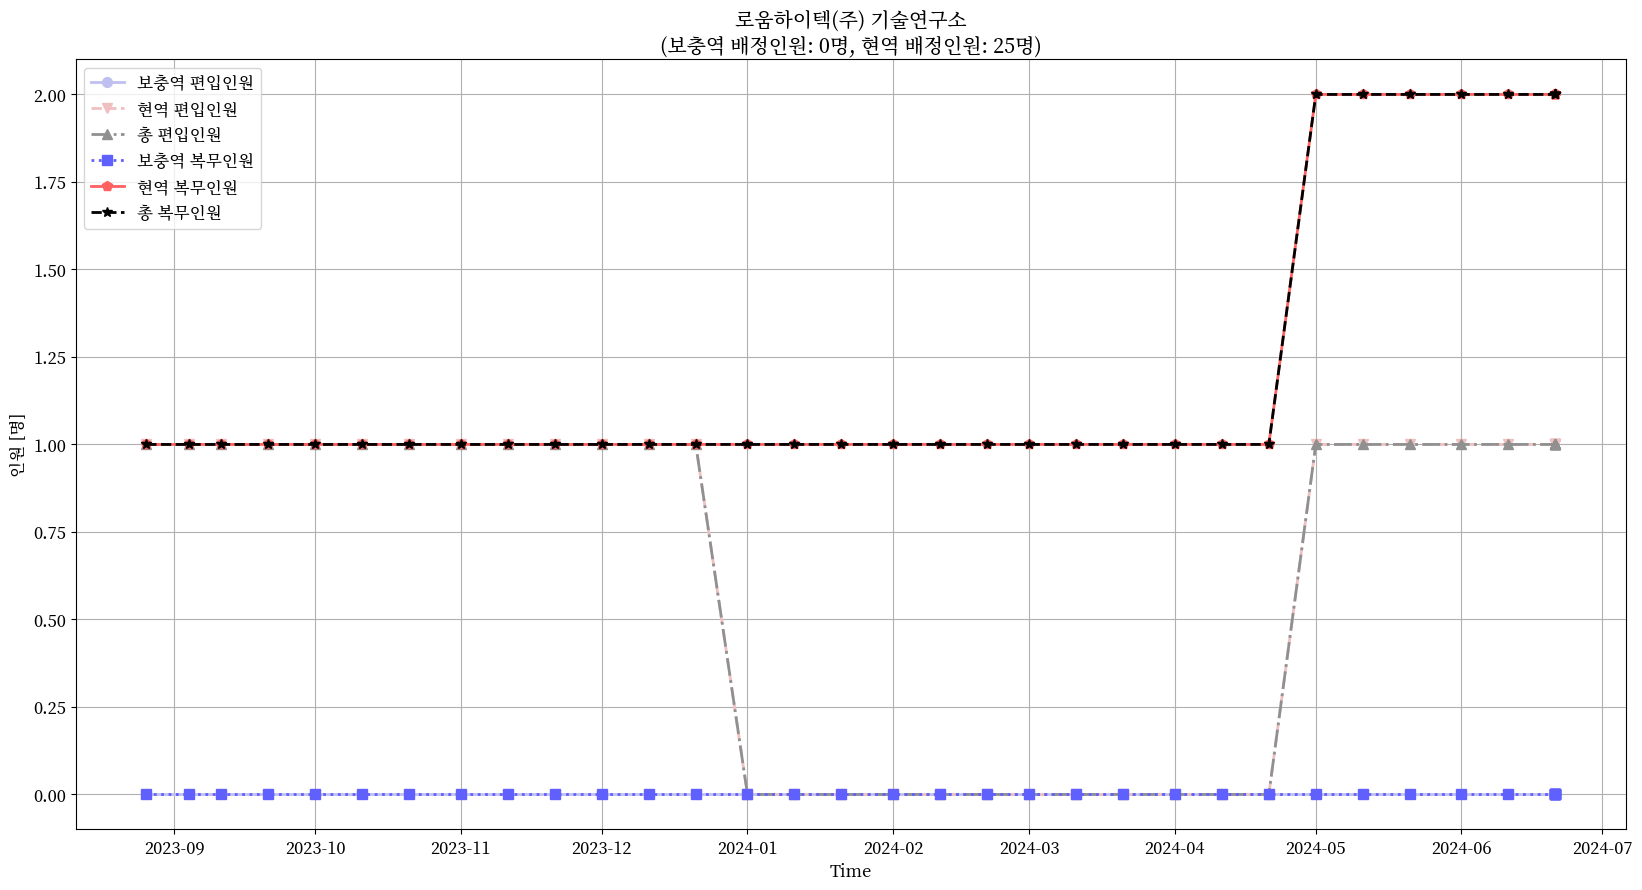 로움하이텍(주) 기술연구소
(보충역 배정인원: 0명, 현역 배정인원: 25명)
보충역 편입인원
현역 편입인원
총 편입인원
보충역 복무인원
현역 복무인원
총 복무인원
2.00
1.75
1.50
1.25
1.00
0.75
0.50
0.25
0.00
인원 [명]
2023-09 2023-10 2023-11 2023-12 2024-01 2024-02 2024-03 2024-04 2024-05 2024-06 2024-07
Time